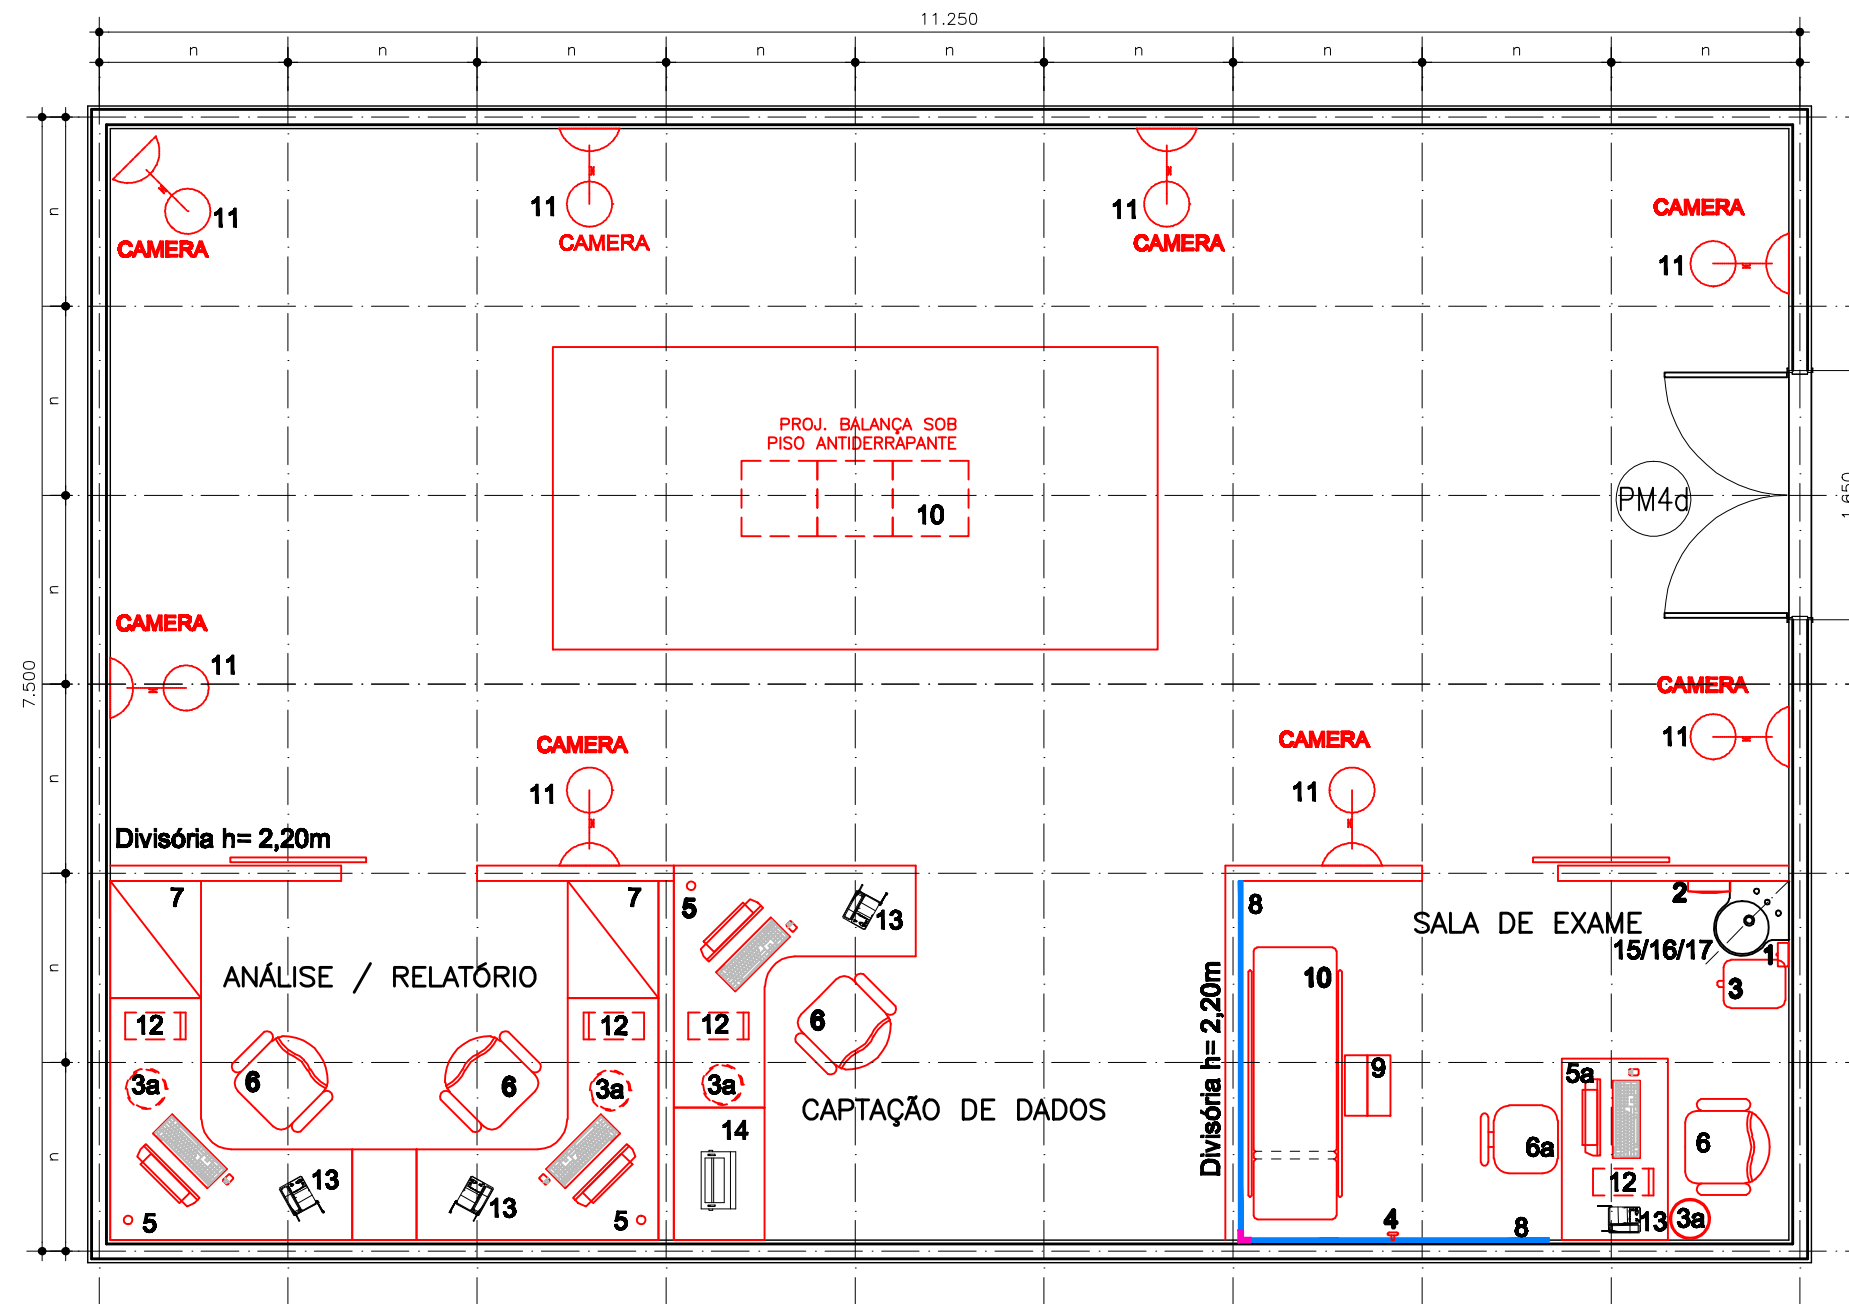 11.250
n n n n n n n n n
CAMERA
11
11
CAMERA
11
CAMERA
11
CAMERA
11
CAMERA
n
n
n
n
n
n
7.500
PROJ. BALANÇA SOB
PISO ANTIDERRAPANTE
10
PM4d
1.650
CAMERA
11
CAMERA
11
CAMERA
11
CAMERA
11
Divisória h= 2,20m
7
7
5
13
ANÁLISE / RELATÓRIO
12
12
12
6
6
6
3a
3a
3a
CAPTAÇÃO DE DADOS
14
13
13
5
5
8
SALA DE EXAME
2
15/16/17
1
3
Divisória h= 2,20m
10
9
5a
6a
6
12
13
3a
4
8